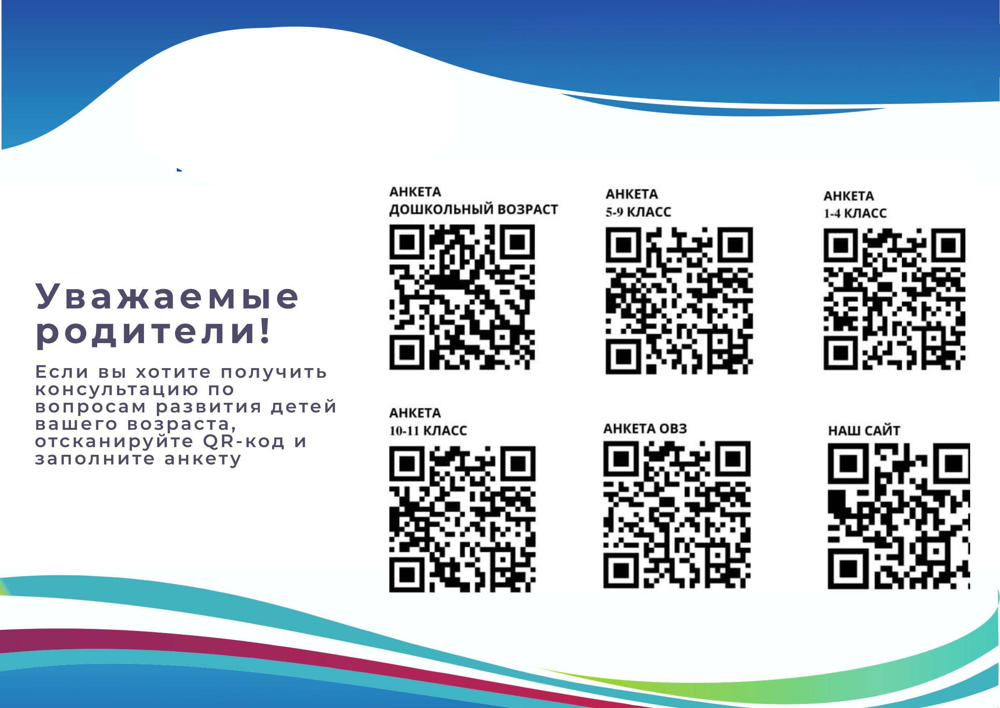 Уважаемые
родители!
Если вы хотите получить
консультацию по
вопросам развития детей
вашего возраста,
отсканируйте QR-код и
заполните анкету
АНКЕТА
ДОШКОЛЬНЫЙ ВОЗРАСТ
АНКЕТА
5-9 КЛАСС
АНКЕТА
1-4 КЛАСС
АНКЕТА
10-11 КЛАСС
АНКЕТА ОВЗ
НАШ САЙТ